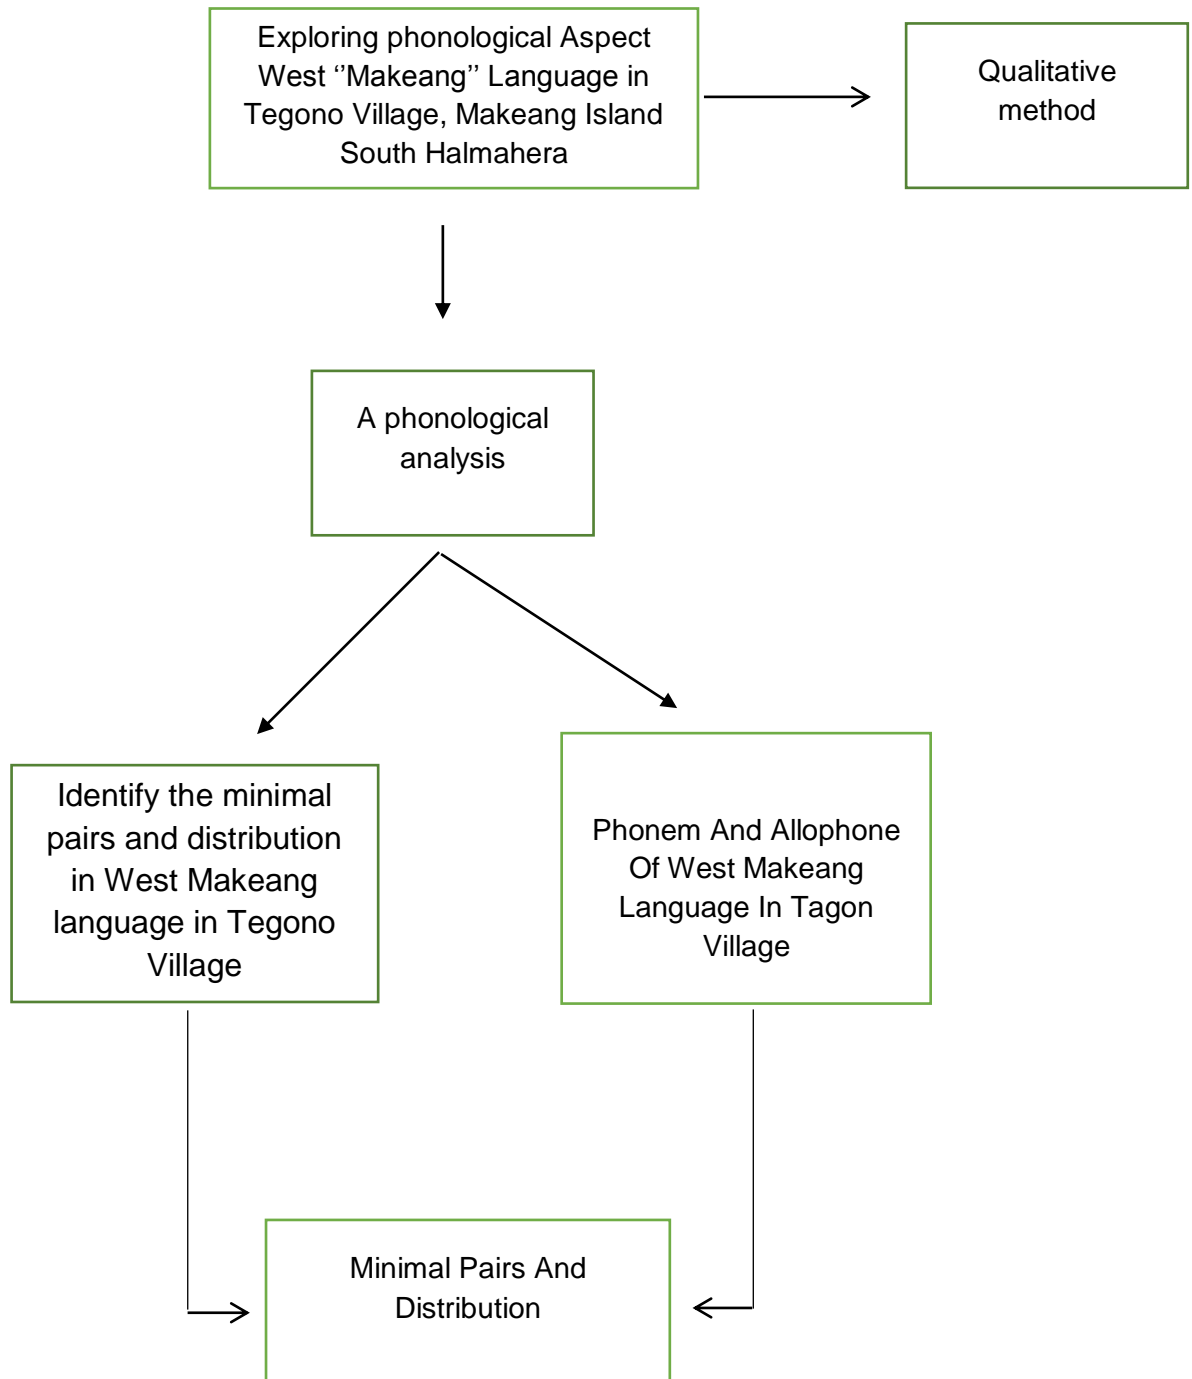 Exploring phonological Aspect
West ‘’Makeang’’ Language in
Tegono Village, Makeang Island
South Halmahera
Qualitative
method
A phonological
analysis
Identify the minimal
pairs and distribution
in West Makeang
language in Tegono
Village
Phonem And Allophone
Of West Makeang
Language In Tagon
Village
Minimal Pairs And
Distribution